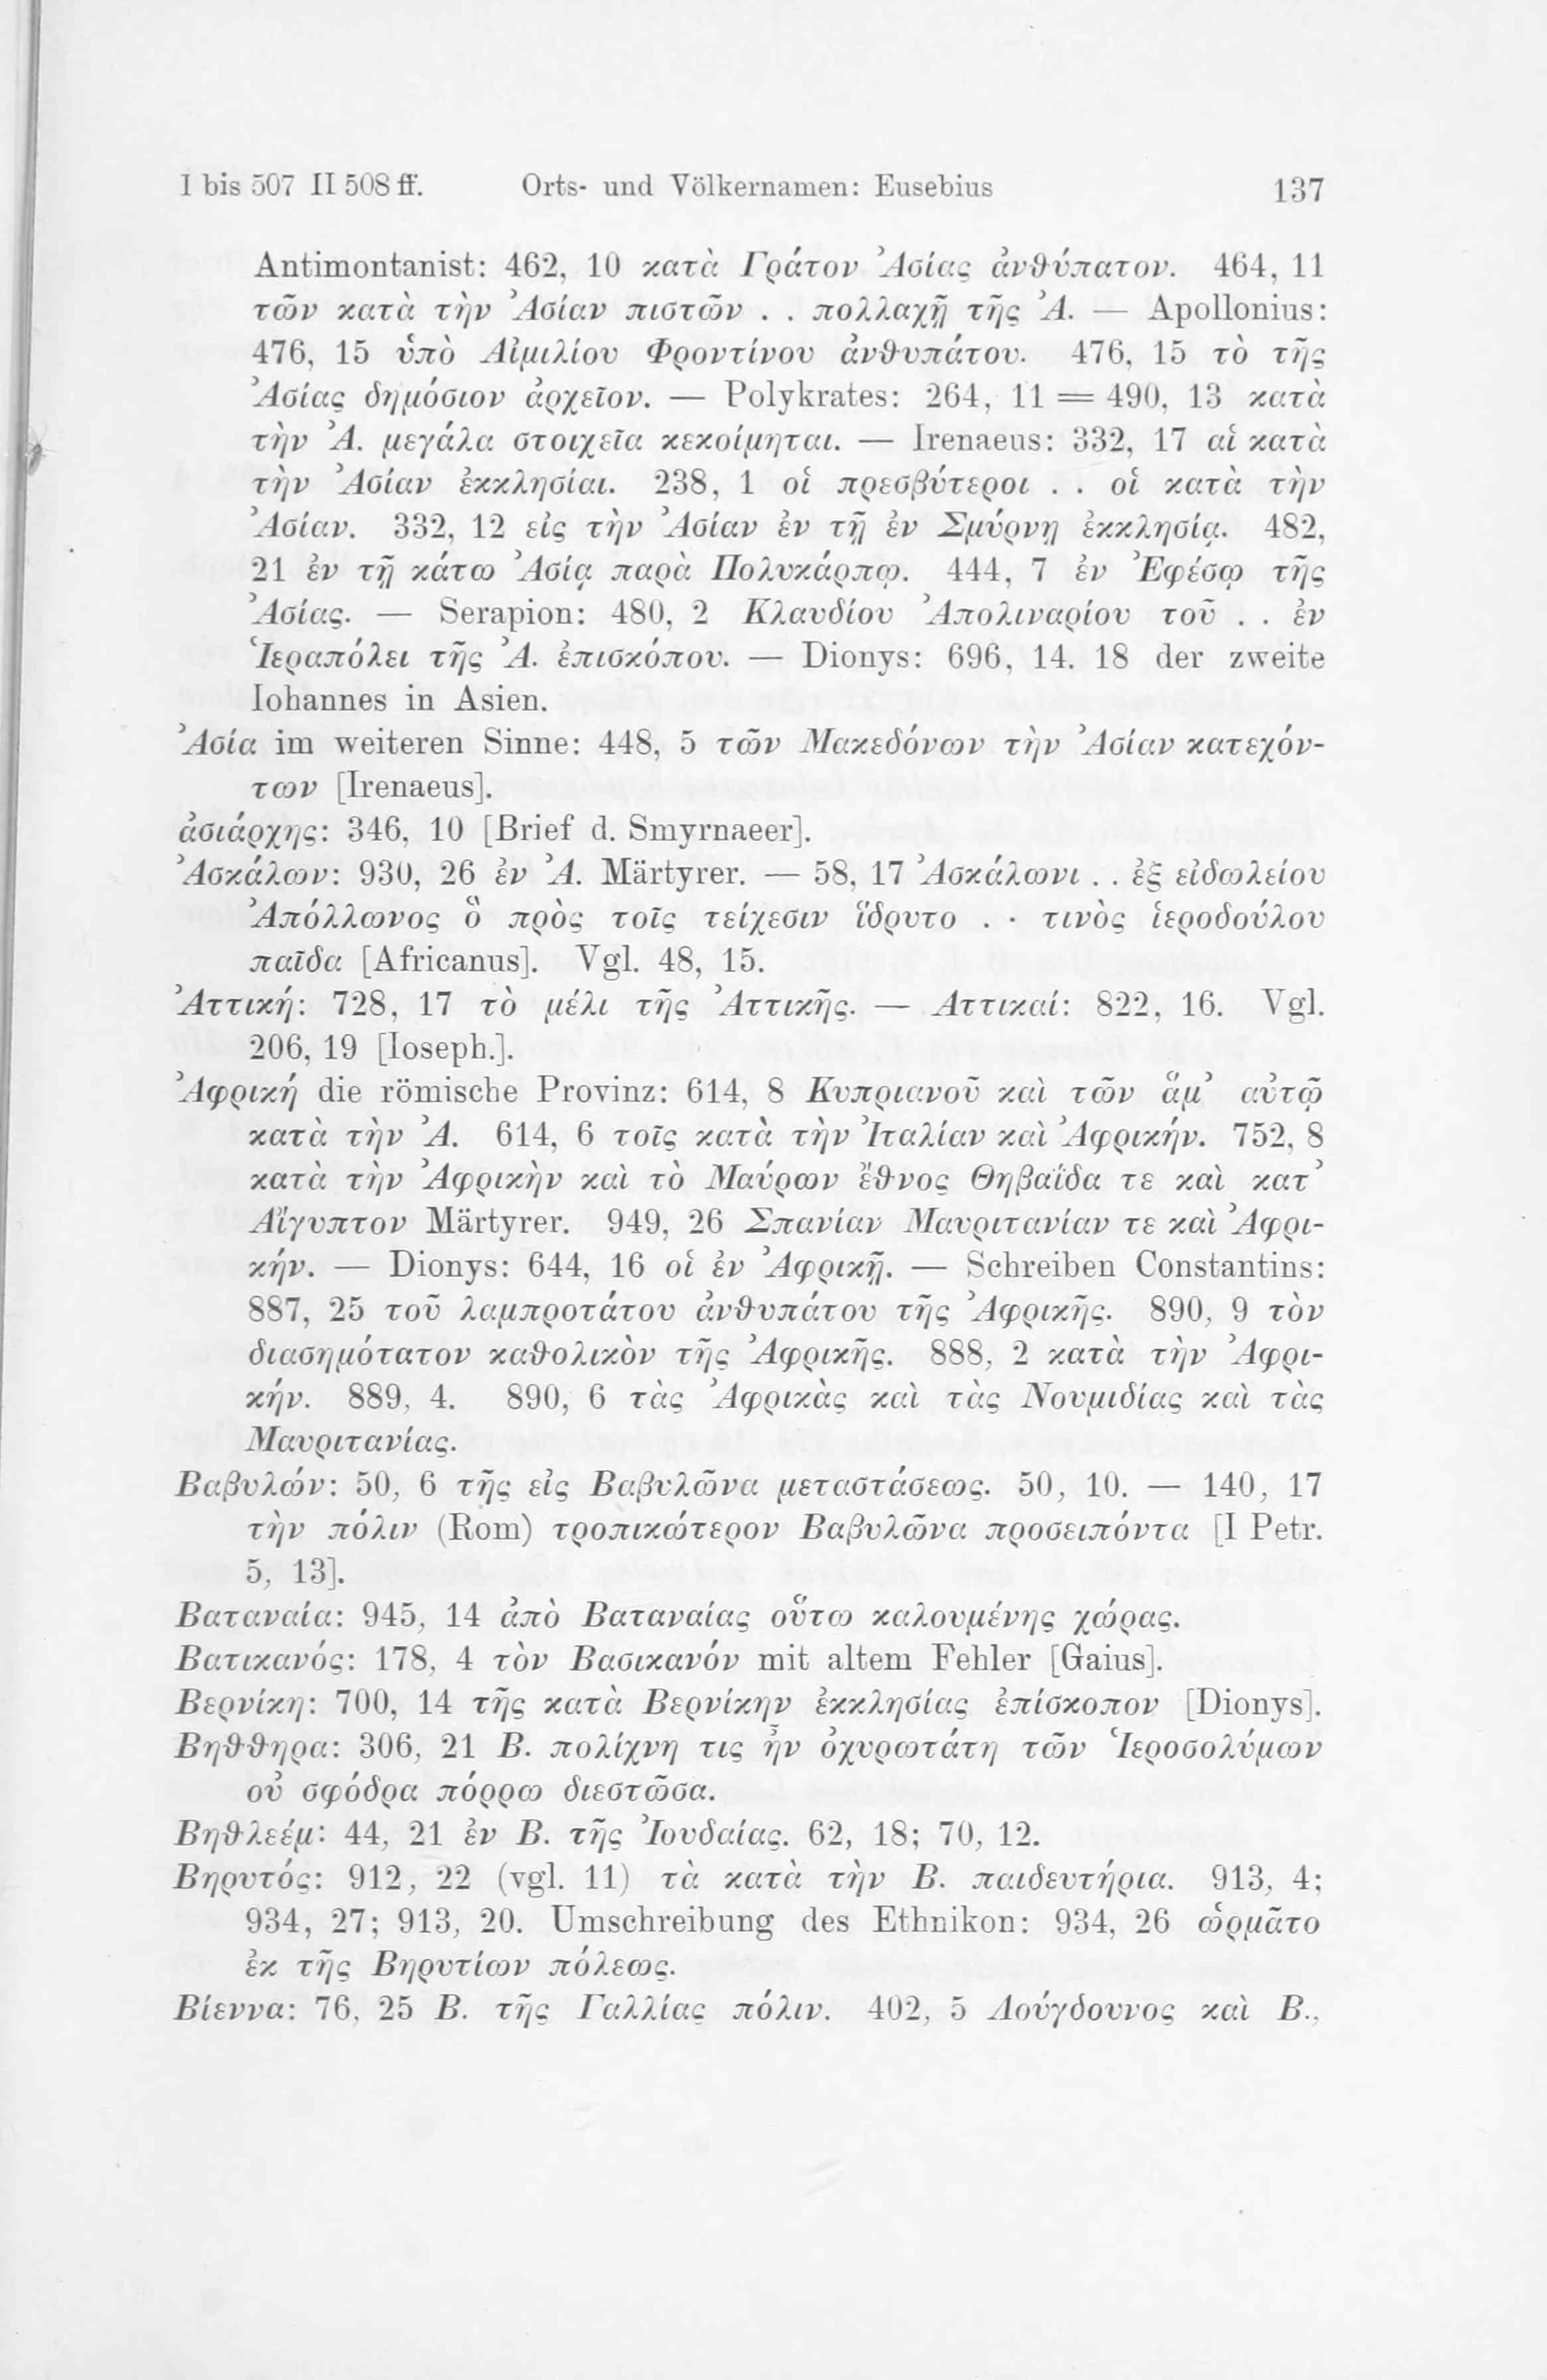 I bis 507 II 508 ff. Orts- und Völkernamen: Eusebius 137
Antimontanist: 462, 10 κατὰ Γράτον Ἀσίας ἀνθύπατον. 464, 11
τῶν κατὰ τὴν Ἀσίαν πιστῶν . . πολλαχῇ τῆς Ἀ. — Apollonius:
476, 15 ὑπὸ Αἰμιλίου Φροντίνου ἀνθυπάτου. 476, 15 τὸ τῆς
Ἀσίας δημόσιον ἀρχεῖον. — Polykrates: 264, 11 = 490, 13 κατὰ
τὴν Ἀ. μεγάλα στοιχεῖα κεκοίμηται. — Irenaeus: 332, 17 αἱ κατὰ
τὴν Ἀσίαν ἐκκλησίαι. 238, 1 οἱ πρεσβύτεροι . . οἱ κατὰ τὴν
Ἀσίαν. 332, 12 εἰς τὴν Ἀσίαν ἐν τῇ ἐν Σμύρνῃ ἐκκλησίᾳ. 482,
21 ἐν τῇ κάτω Ἀσίᾳ παρὰ Πολυκάρπῳ. 444, 7 ἐν Ἐφέσῳ τῆς
Ἀσίας. — Serapion: 480, 2 Κλαυδίου Ἀπολιναρίου τοῦ . . ἐν
Ἱεραπόλει τῆς Ἀ. ἐπισκόπου. — Dionys: 696, 14. 18 der zweite
Iohannes in Asien.
Ἀσία im weiteren Sinne: 448, 5 τῶν Μακεδόνων τὴν Ἀσίαν κατεχόν-
των [Irenaeus].
ἀσιάρχης: 346, 10 [Brief d. Smyrnaeer].
Ἀσκάλων: 930, 26 ἐν Ἀ. Märtyrer. — 58, 17 Ἀσκάλωνι . . ἐξ εἰδωλείου
Ἀπόλλωνος ὃ πρὸς τοῖς τείχεσιν ἵδρυτο . . τινὸς ἱεροδούλου
παῖδα [Africanus]. Vgl. 48, 15.
Ἀττική: 728, 17 τὸ μέλι τῆς Ἀττικῆς. — Αττικαί: 822, 16. Vgl.
206, 19 [Ioseph.].
Ἀφρική die römische Provinz: 614, 8 Κυπριανοῦ καὶ τῶν ἅμ᾽ αὐτῷ
κατὰ τὴν Ἀ. 614, 6 τοῖς κατὰ τὴν Ἰταλίαν καὶ Ἀφρικήν. 752, 8
κατὰ τὴν Ἀφρικὴν καὶ τὸ Μαύρων ἔθνος Θηβαΐδα τε καὶ κατ᾽
Αἴγυπτον Märtyrer. 949, 26 Σπανίαν Μαυριτανίαν τε καὶ Ἀφρι-
κήν. — Dionys: 644, 16 οἱ ἐν Ἀφρικῇ. — Schreiben Constantins:
887, 25 τοῦ λαμπροτάτου ἀνθυπάτου τῆς Ἀφρικῆς. 890, 9 τὸν
διασημότατον καθολικὸν τῆς Ἀφρικῆς. 888, 2 κατὰ τὴν Ἀφρι-
κήν. 889, 4. 890, 6 τὰς Ἀφρικὰς καὶ τὰς Νουμιδίας καὶ τὰς
Μαυριτανίας.
Βαβυλών: 50, 6 τῆς εἰς Βαβυλῶνα μεταστάσεως. 50, 10. — 140, 17
τὴν πόλιν (Rom) τροπικώτερον Βαβυλῶνα προσειπόντα [I Petr.
5, 13].
Βαταναία: 945, 14 ἀπὸ Βαταναίας οὕτω καλουμένης χώρας.
Βατικανός: 178, 4 τὸν Βασικανόν mit altem Fehler [Gaius].
Βερνίκη: 700, 14 τῆς κατὰ Βερνίκην ἐκκλησίας ἐπίσκοπον [Dionys].
Βηθθηρα: 306, 21 Β. πολίχνη τις ἦν ὀχυρωτάτη τῶν Ἱεροσολύμων
οὐ σφόδρα πόρρω διεστῶσα.
Βηθλεέμ: 44, 21 ἐν Β. τῆς Ἰουδαίας. 62, 18; 70, 12.
Βηρυτός: 912, 22 (vgl. 11) τὰ κατὰ τὴν Β. παιδευτήρια. 913, 4;
934, 27; 913, 20. Umschreibung des Ethnikon: 934, 26 ὡρμᾶτο
ἐκ τῆς Βηρυτίων πόλεως.
Βίεννα: 76, 25 Β. τῆς Γαλλίας πόλιν. 402, 5 Λούγδουνος καὶ Β.,